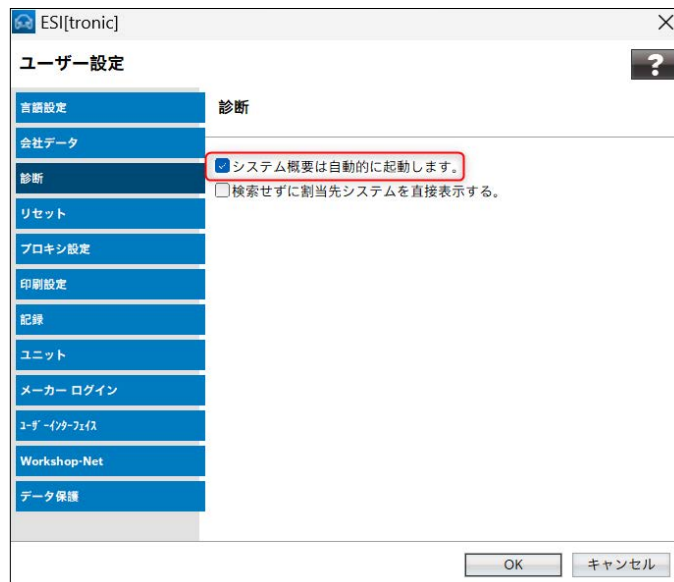 ESI[tronic]
ユーザー設定
?
言語設定
診断
会社データ
診断
システム概要は自動的に起動します。
検索せずに割当先システムを直接表示する。
リセット
プロキシ設定
印刷設定
記録
ユニット
メーカー ログイン
ユーザーインターフェイス
Workshop-Net
データ保護
OK
キャンセル